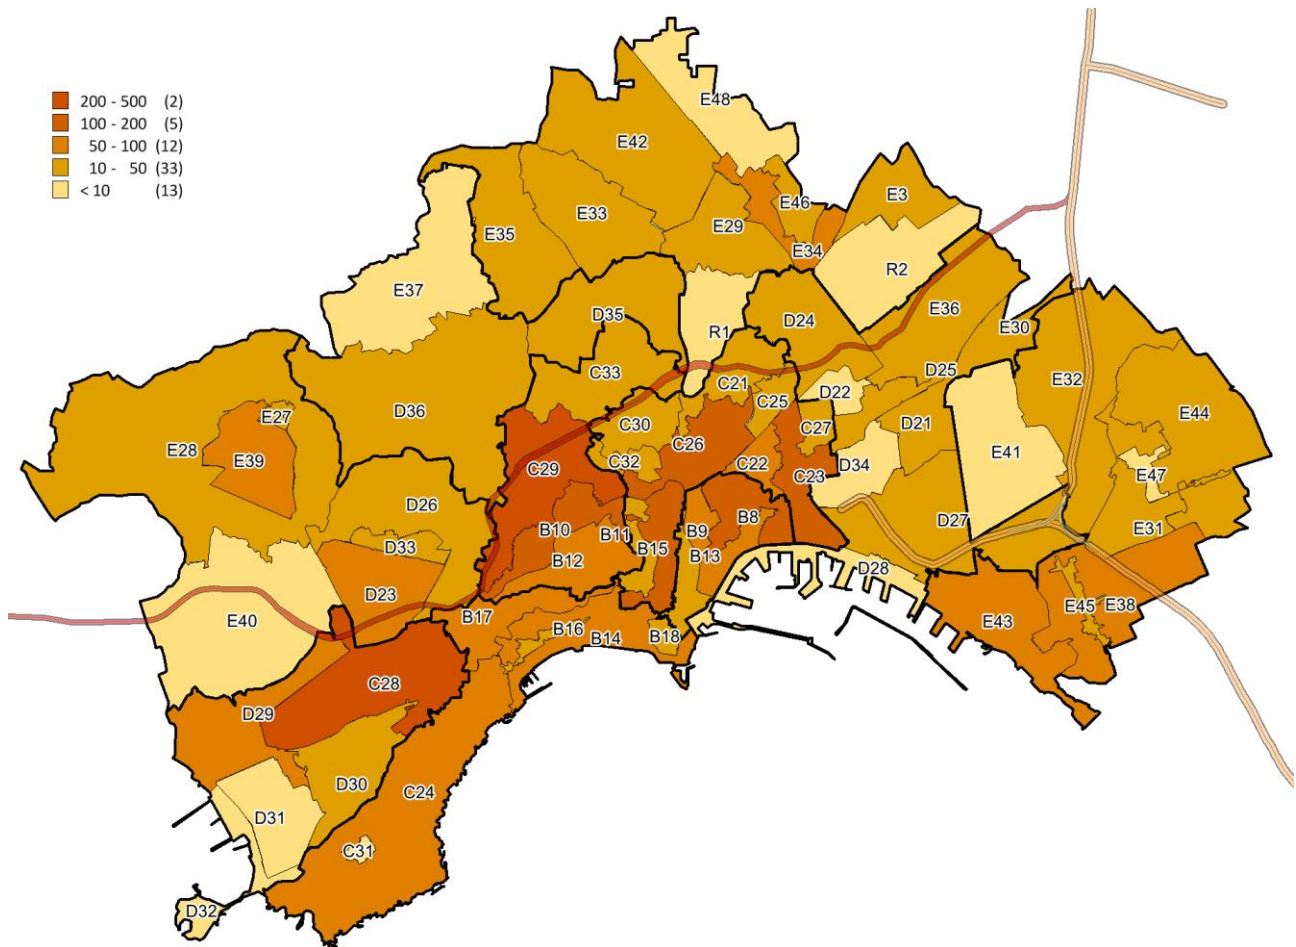 200 - 500 (2)
100 - 200 (5)
50 - 100 (12)
10 - 50 (33)
< 10 (13)
E48
E42
E3
E46
E33
E29
E35
E34
R2
E37
E36
D35
D24
E30
R1
E32
C33
C21
D25
D22
C25
D36
E27
E44
C30
D21
C27
E28
C26
E39
C29
C32
C22
C23
D34
E41
E47
D26
B10
B11
B9
B8
D27
E31
D33
B15
B13
B12
D28
D23
E45
E38
B17
E40
B16
B14
B18
E43
C28
D29
D30
C24
D31
C31
D32